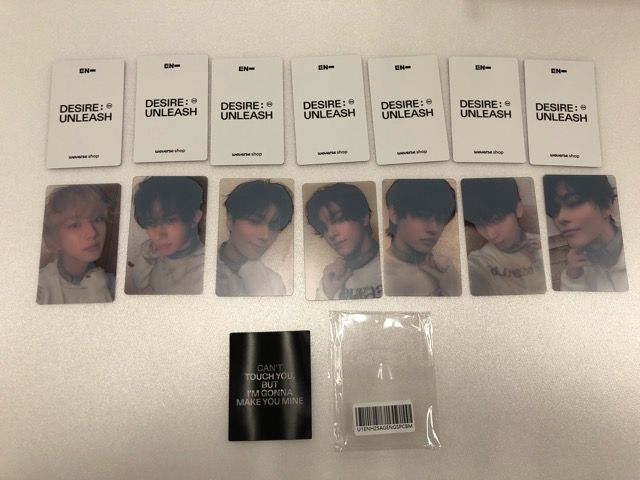 EN-
DESIRE:
UNLEASH
weverse shop
EN-
DESIRE:
UNLEASH
weverse shop
EN-
DESIRE:
UNLEASH
weverse shop
EN-
DESIRE:
UNLEASH
weverse shop
EN-
DESIRE:
UNLEASH
weverse shop
EN-
DESIRE:
UNLEASH
weverse shop
EN-
DESIRE:
UNLEASH
weverse shop
CAN'T
TOUCH YOU,
BUT
I'M GONNA
MAKE YOU MINE
U1ENHZSAGENGSPCBM